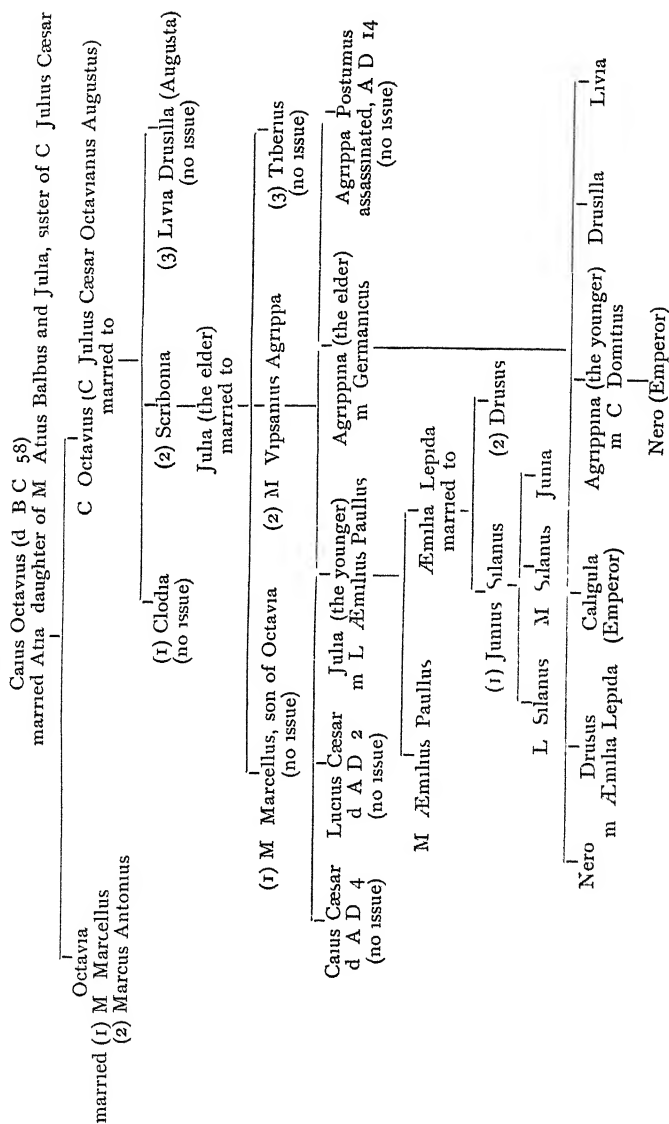 Caius Octavius (d B C 58)
married Atia daughter of M Atius Balbus and Julia, sister of C Julius Cæsar
Octavia
married (1) M Marcellus
(2) Marcus Antonius
C Octavius (C Julius Cæsar Octavianus Augustus)
married to
(1) Clodia
(no issue)
(2) Scribonia
(3) Livia Drusilla (Augusta)
(no issue)
Julia (the elder)
married to
(1) M Marcellus, son of Octavia
(no issue)
(2) M Vipsanius Agrippa
(3) Tiberius
(no issue)
Caius Cæsar
d A D 4
(no issue)
Lucius Cæsar
d A D 2
(no issue)
Julia (the younger)
m L Æmilius Paullus
Agrippina (the elder)
m Germanicus
Agrippa Postumus
assassinated, A D 14
(no issue)
M Æmilius Paullus
Æmilia Lepida
married to
(1) Junius Silanus
(2) Drusus
L Silanus
M Silanus
Junia
Nero
Drusus
m Æmilia Lepida
Caligula
(Emperor)
Agrippina (the younger)
m C Domitius
Drusilla
Livia
Nero (Emperor)